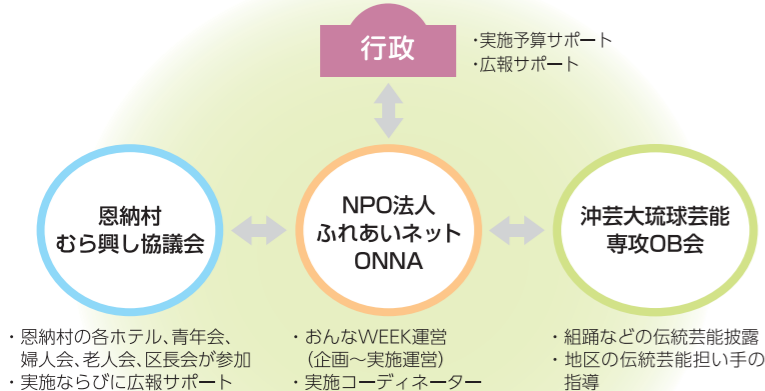 行政
・実施予算サポート
・広報サポート
恩納村
むら興し協議会
NPO法人
ふれあいネット
ONNA
沖芸大琉球芸能
専攻OB会
・恩納村の各ホテル、青年会、
婦人会、老人会、区長会が参加
・実施ならびに広報サポート
・おんなWEEK運営
（企画～実施運営）
・実施コーディネーター
・組踊などの伝統芸能披露
・地区の伝統芸能担い手の
指導